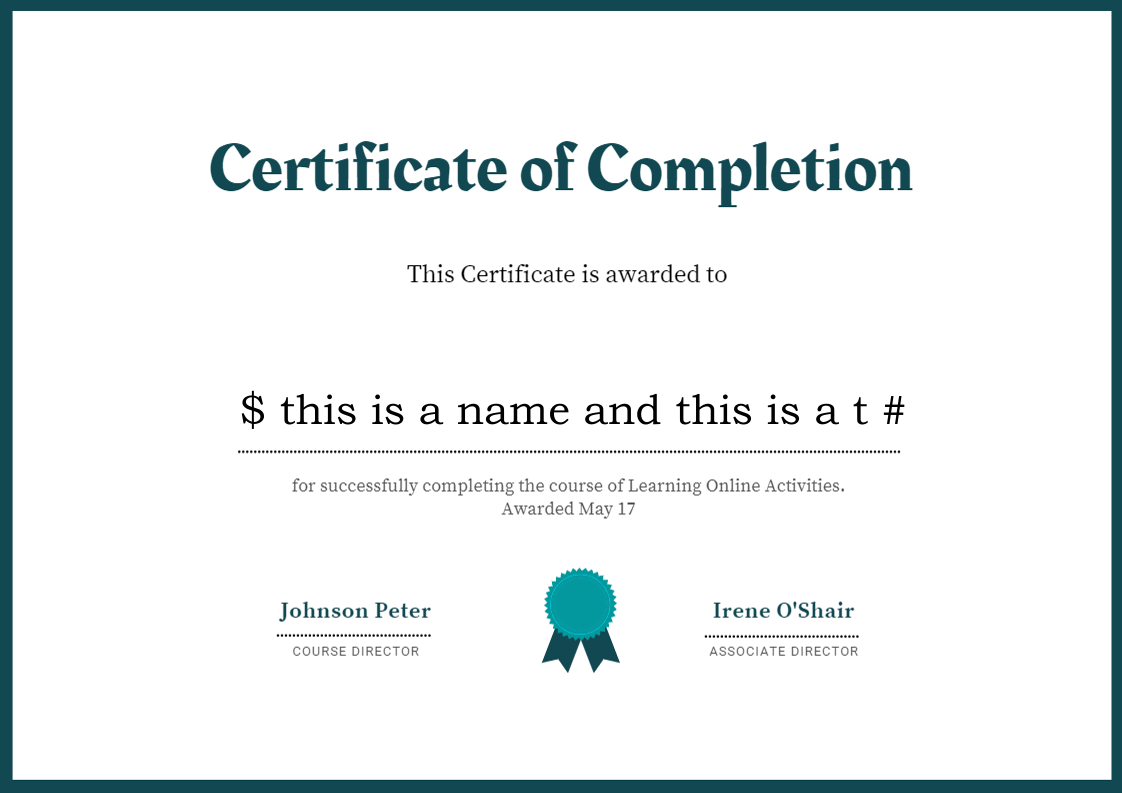 Certificate of Completion
This Certificate is awarded to
$ this is a name and this is a t #
for successfully completing the course of Learning Online Activities.
Awarded May 17
Johnson Peter
COURSE DIRECTOR
Irene O'Shair
ASSOCIATE DIRECTOR